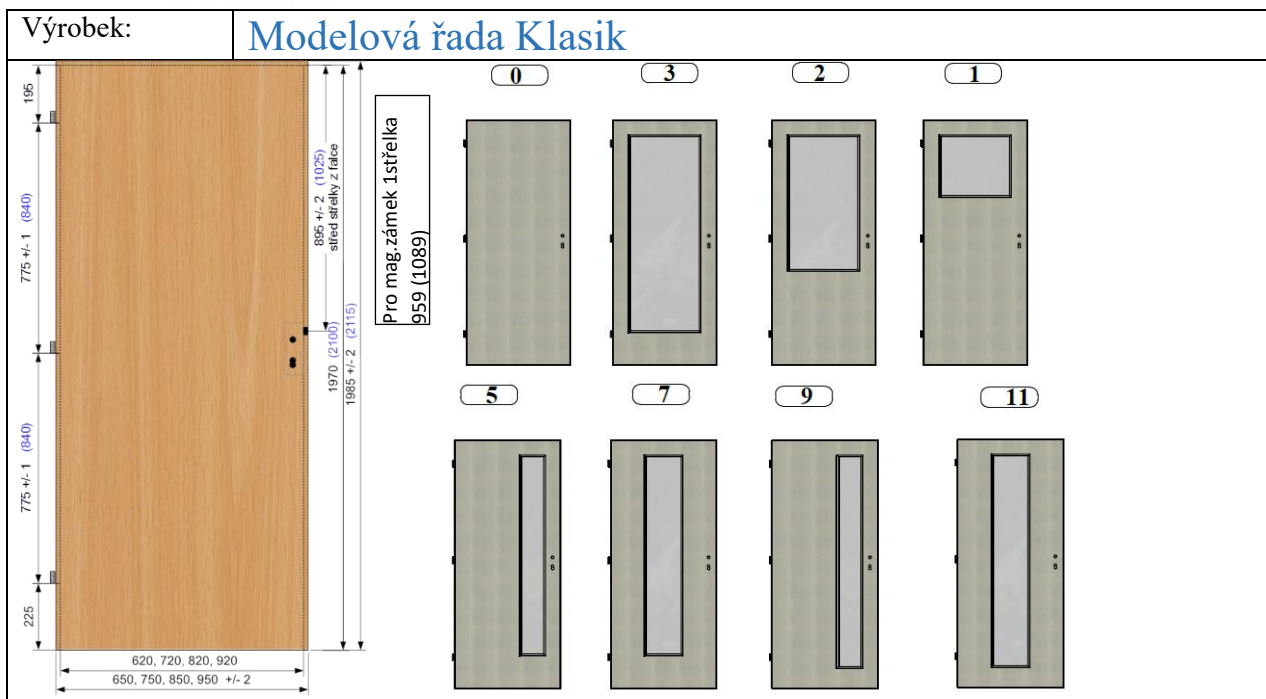 Výrobek:
Modelová řada Klasik
195
775 +/- 1 (840)
775 +/- 1 (840)
225
895 +/- 2 (1025)
střed střelky z falce
1970 (2100)
1985 +/- 2 (2115)
620, 720, 820, 920
650, 750, 850, 950 +/- 2
Pro mag.zámek 1střelka
959 (1089)
0
3
2
1
5
7
9
11